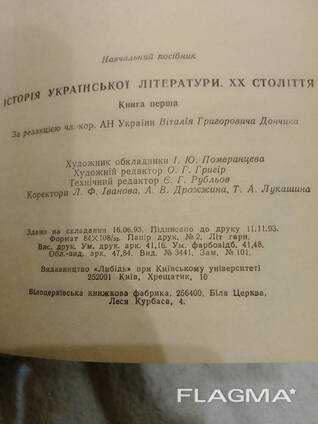 Навчальний посібник
ІСТОРІЯ УКРАЇНСЬКОЇ ЛІТЕРАТУРИ. XX СТОЛІТТЯ
Книга перша
За редакцією чл.-кор. АН України Віталія Григоровича Дончика
Художник обкладинки І. Ю. Померанцева
Художній редактор О. Г. Григір
Технічний редактор Є. Г. Рубльов
Коректори Л. Ф. Іванова, А. В. Дрожжина, Т. А. Лукашина
Здано на складання 16.06.93. Підписано до друку 11.11.93.
Формат 84×108/32. Папір друк. № 2. Літ гарн.
Вис. друк. Ум. друк. арк. 41,16. Ум. фарбовідб. 41,48.
Обл.-вид. арк. 47,84. Вид. № 3441. Зам. № 101.
Видавництво «Либідь» при Київському університеті
252001 Київ, Хрещатик, 10
Білоцерківська книжкова фабрика, 256400, Біла Церква,
Леся Курбаса, 4.
FLAGMA